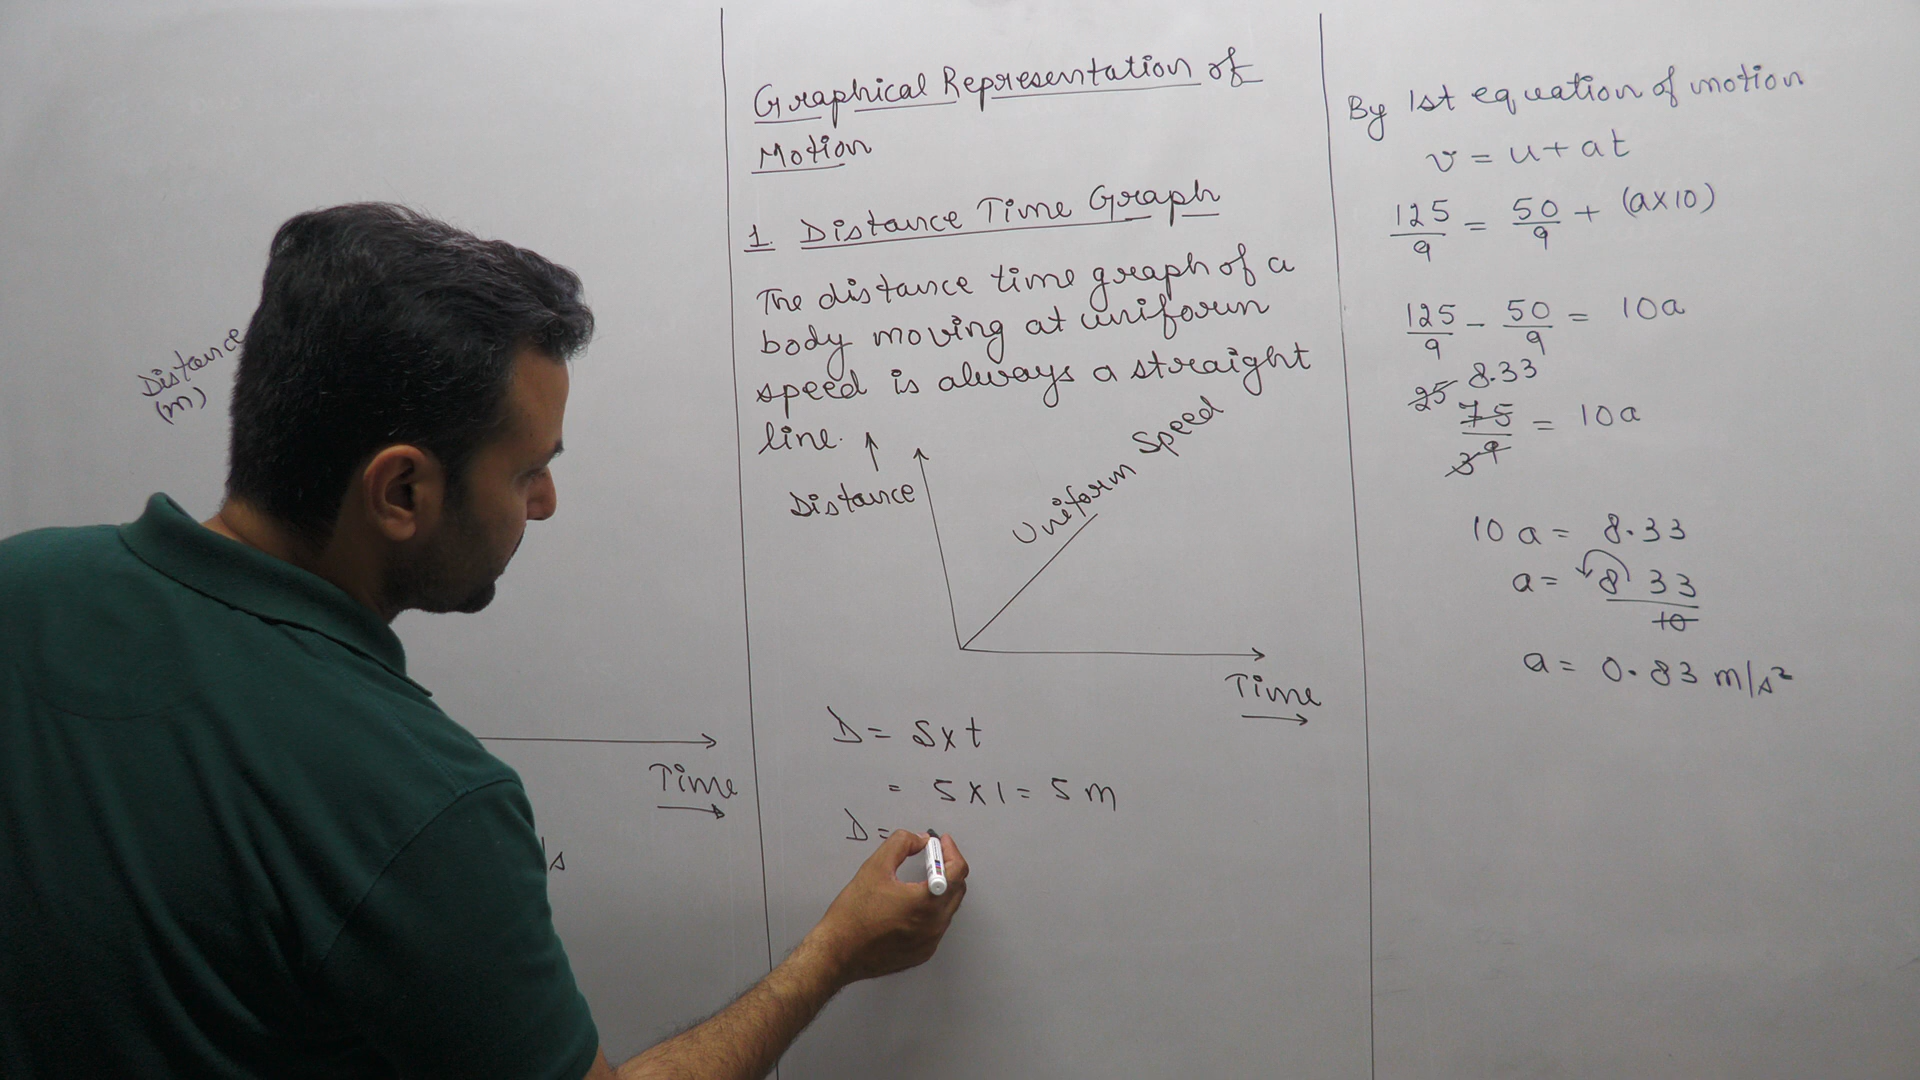 Distance
(m)
Time
/s
Graphical Representation of
Motion
1. Distance Time Graph
The distance time graph of a
body moving at uniform
speed is always a straight
line.
Distance
Uniform Speed
Time
D = S x t
= 5 x 1 = 5 m
D =
By 1st equation of motion
v = u + at
125/9 = 50/9 + (a x 10)
125/9 - 50/9 = 10a
25 8.33
75/9 = 10a
3
10 a = 8.33
a = 8 33
10
a = 0.83 m/s²